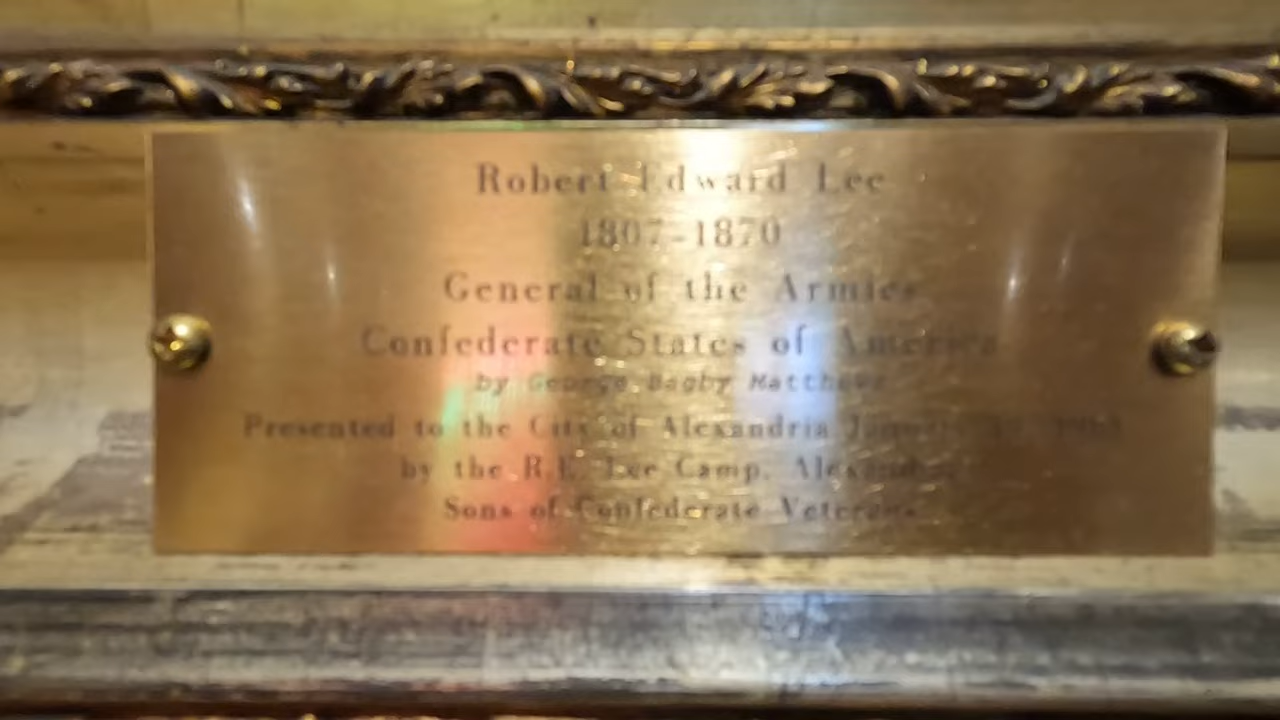 Robert Edward Lee
1807-1870
General of the Armies
Confederate States of America
by George Bagby Matthews
Presented to the City of Alexandria January
by the R.E. Lee Camp, Alexandria
Sons of Confederate Veterans